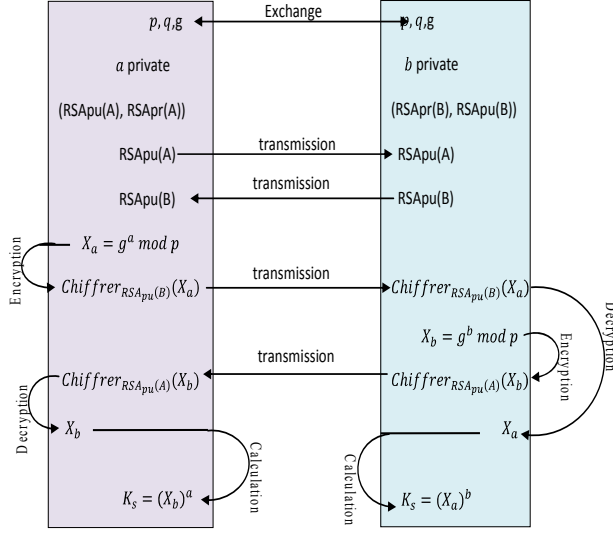 p, q,g Exchange p, q,g
a private b private
(RSApu(A), RSApr(A)) (RSApr(B), RSApu(B))
RSApu(A) transmission RSApu(A)
RSApu(B) transmission RSApu(B)
Encryption
X_a = g^a mod p
Chiffrer_{RSA_{pu(B)}}(X_a) transmission Chiffrer_{RSA_{pu(B)}}(X_a)
Decryption
X_b = g^b mod p
Encryption
Chiffrer_{RSA_{pu(A)}}(X_b) transmission Chiffrer_{RSA_{pu(A)}}(X_b)
Decryption
X_b X_a
Calculation Calculation
K_s = (X_b)^a K_s = (X_a)^b